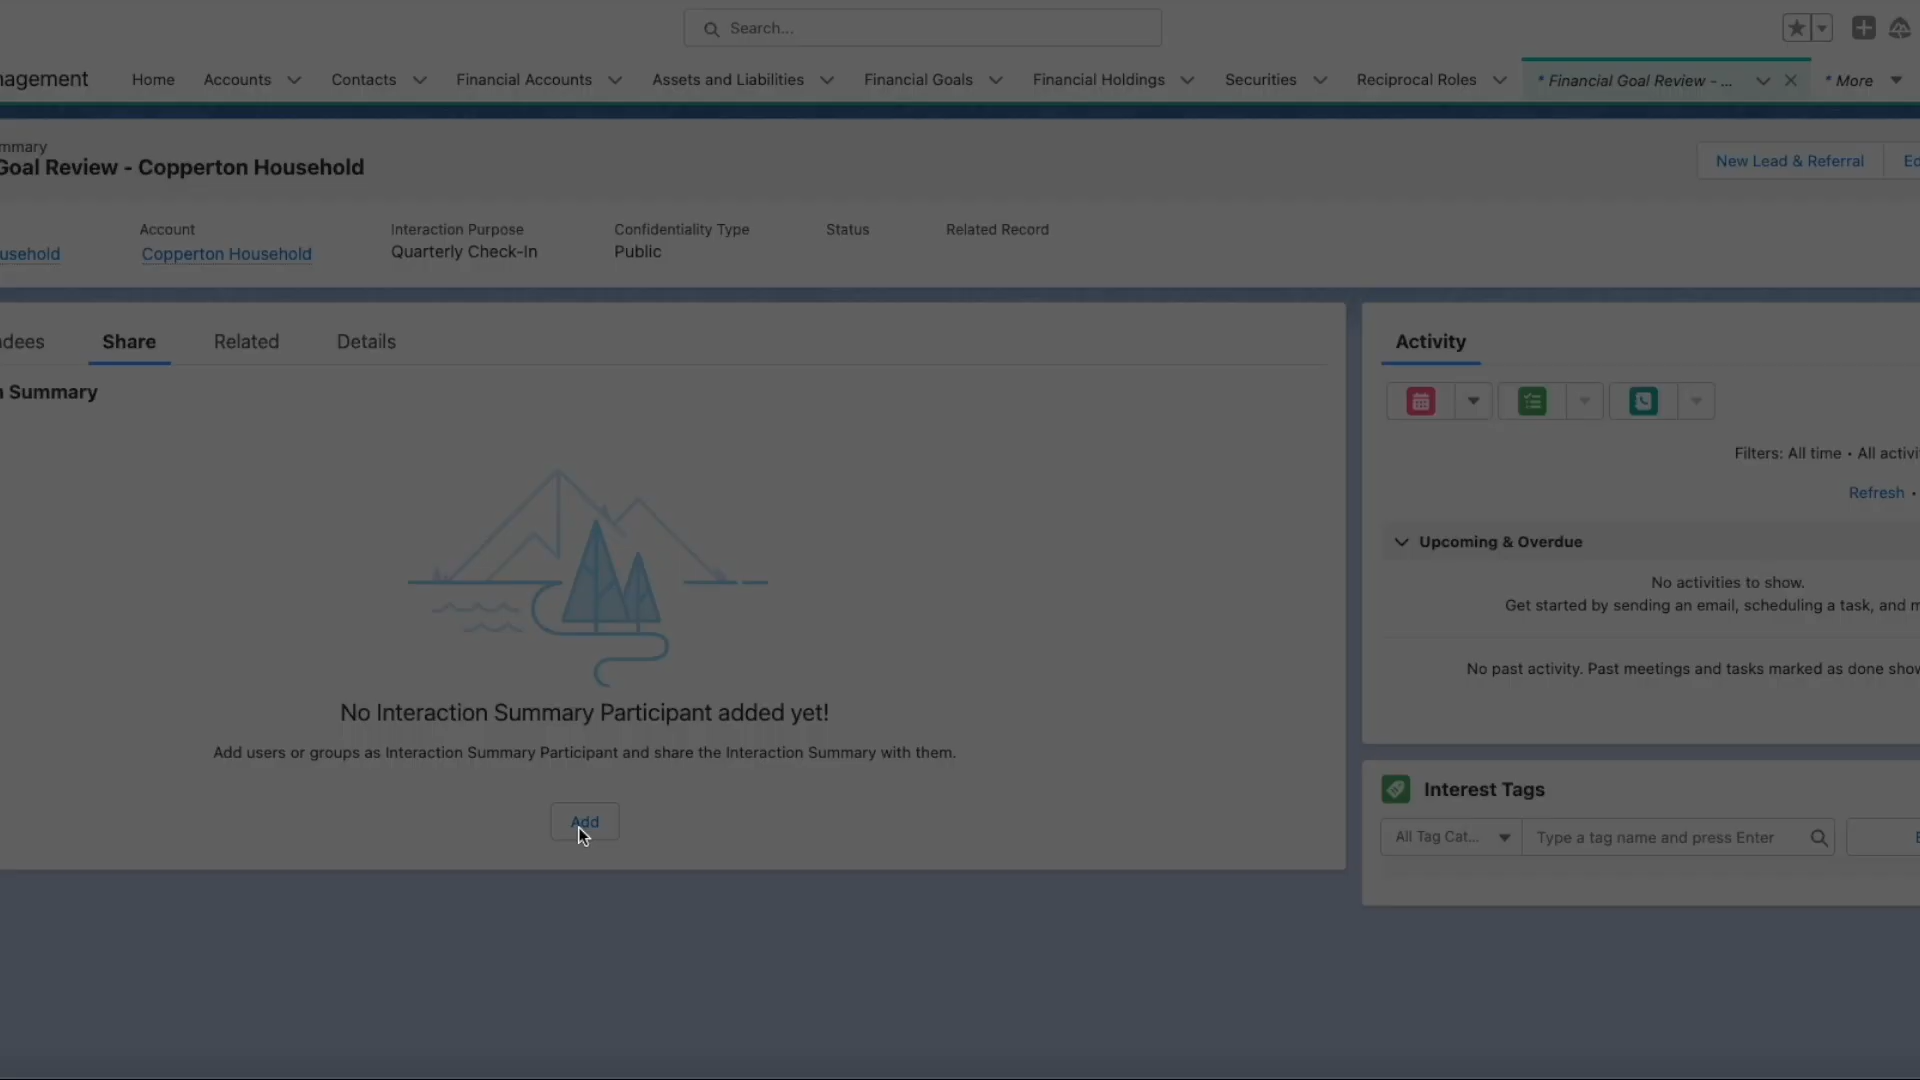 Search...
nagement
Home
Accounts
Contacts
Financial Accounts
Assets and Liabilities
Financial Goals
Financial Holdings
Securities
Reciprocal Roles
* Financial Goal Review - ...
* More
mmary
Goal Review - Copperton Household
New Lead & Referral
Ed
Account
Interaction Purpose
Confidentiality Type
Status
Related Record
usehold
Copperton Household
Quarterly Check-In
Public
dees
Share
Related
Details
n Summary
No Interaction Summary Participant added yet!
Add users or groups as Interaction Summary Participant and share the Interaction Summary with them.
Add
Activity
Filters: All time • All activi
Refresh •
Upcoming & Overdue
No activities to show.
Get started by sending an email, scheduling a task, and m
No past activity. Past meetings and tasks marked as done show
Interest Tags
All Tag Cat...
Type a tag name and press Enter